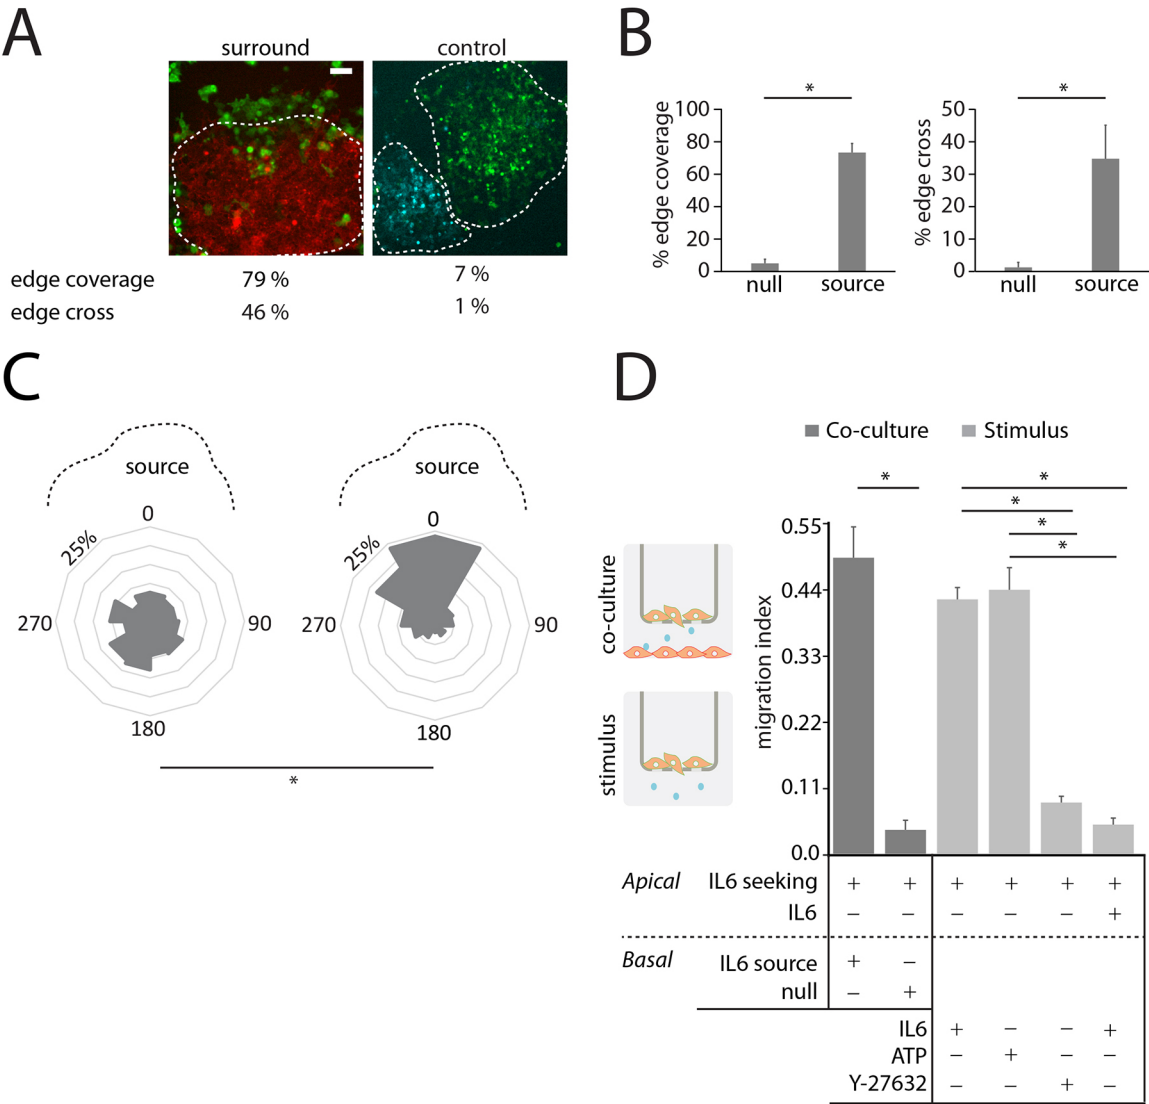 A
surround control
edge coverage 79 % 7 %
edge cross 46 % 1 %
B
*
% edge coverage
100
80
60
40
20
0
null source
*
% edge cross
50
40
30
20
10
0
null source
C
source
0
25%
270 90
180
source
0
25%
270 90
180
*
D
Co-culture Stimulus
co-culture
stimulus
* *
*
*
*
migration index
0.55
0.44
0.33
0.22
0.11
0.0
Apical IL6 seeking + + + + + +
IL6 – – – – – +
Basal IL6 source + –
null – +
IL6 + – – +
ATP – + – –
Y-27632 – – + –